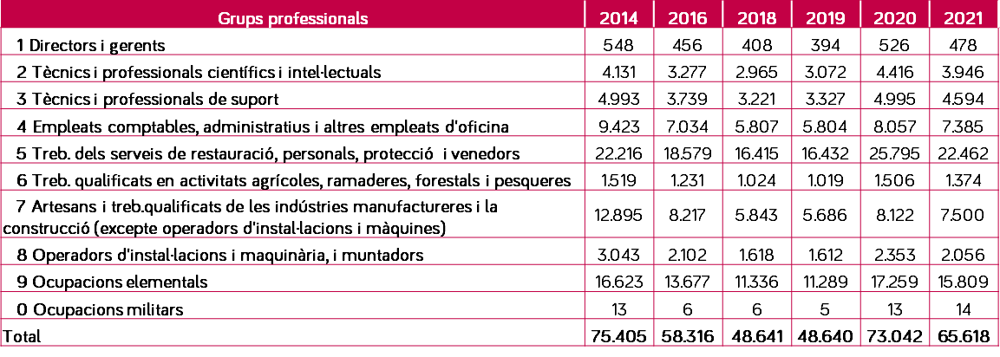 Grups professionals 2014 2016 2018 2019 2020 2021
1 Directors i gerents 548 456 408 394 526 478
2 Tècnics i professionals científics i intel·lectuals 4.131 3.277 2.965 3.072 4.416 3.946
3 Tècnics i professionals de suport 4.993 3.739 3.221 3.327 4.995 4.594
4 Empleats comptables, administratius i altres empleats d'oficina 9.423 7.034 5.807 5.804 8.057 7.385
5 Treb. dels serveis de restauració, personals, protecció i venedors 22.216 18.579 16.415 16.432 25.795 22.462
6 Treb. qualificats en activitats agrícoles, ramaderes, forestals i pesqueres 1.519 1.231 1.024 1.019 1.506 1.374
7 Artesans i treb.qualificats de les indústries manufactureres i la
construcció (excepte operadors d'instal·lacions i màquines) 12.895 8.217 5.843 5.686 8.122 7.500
8 Operadors d'instal·lacions i maquinària, i muntadors 3.043 2.102 1.618 1.612 2.353 2.056
9 Ocupacions elementals 16.623 13.677 11.336 11.289 17.259 15.809
0 Ocupacions militars 13 6 6 5 13 14
Total 75.405 58.316 48.641 48.640 73.042 65.618